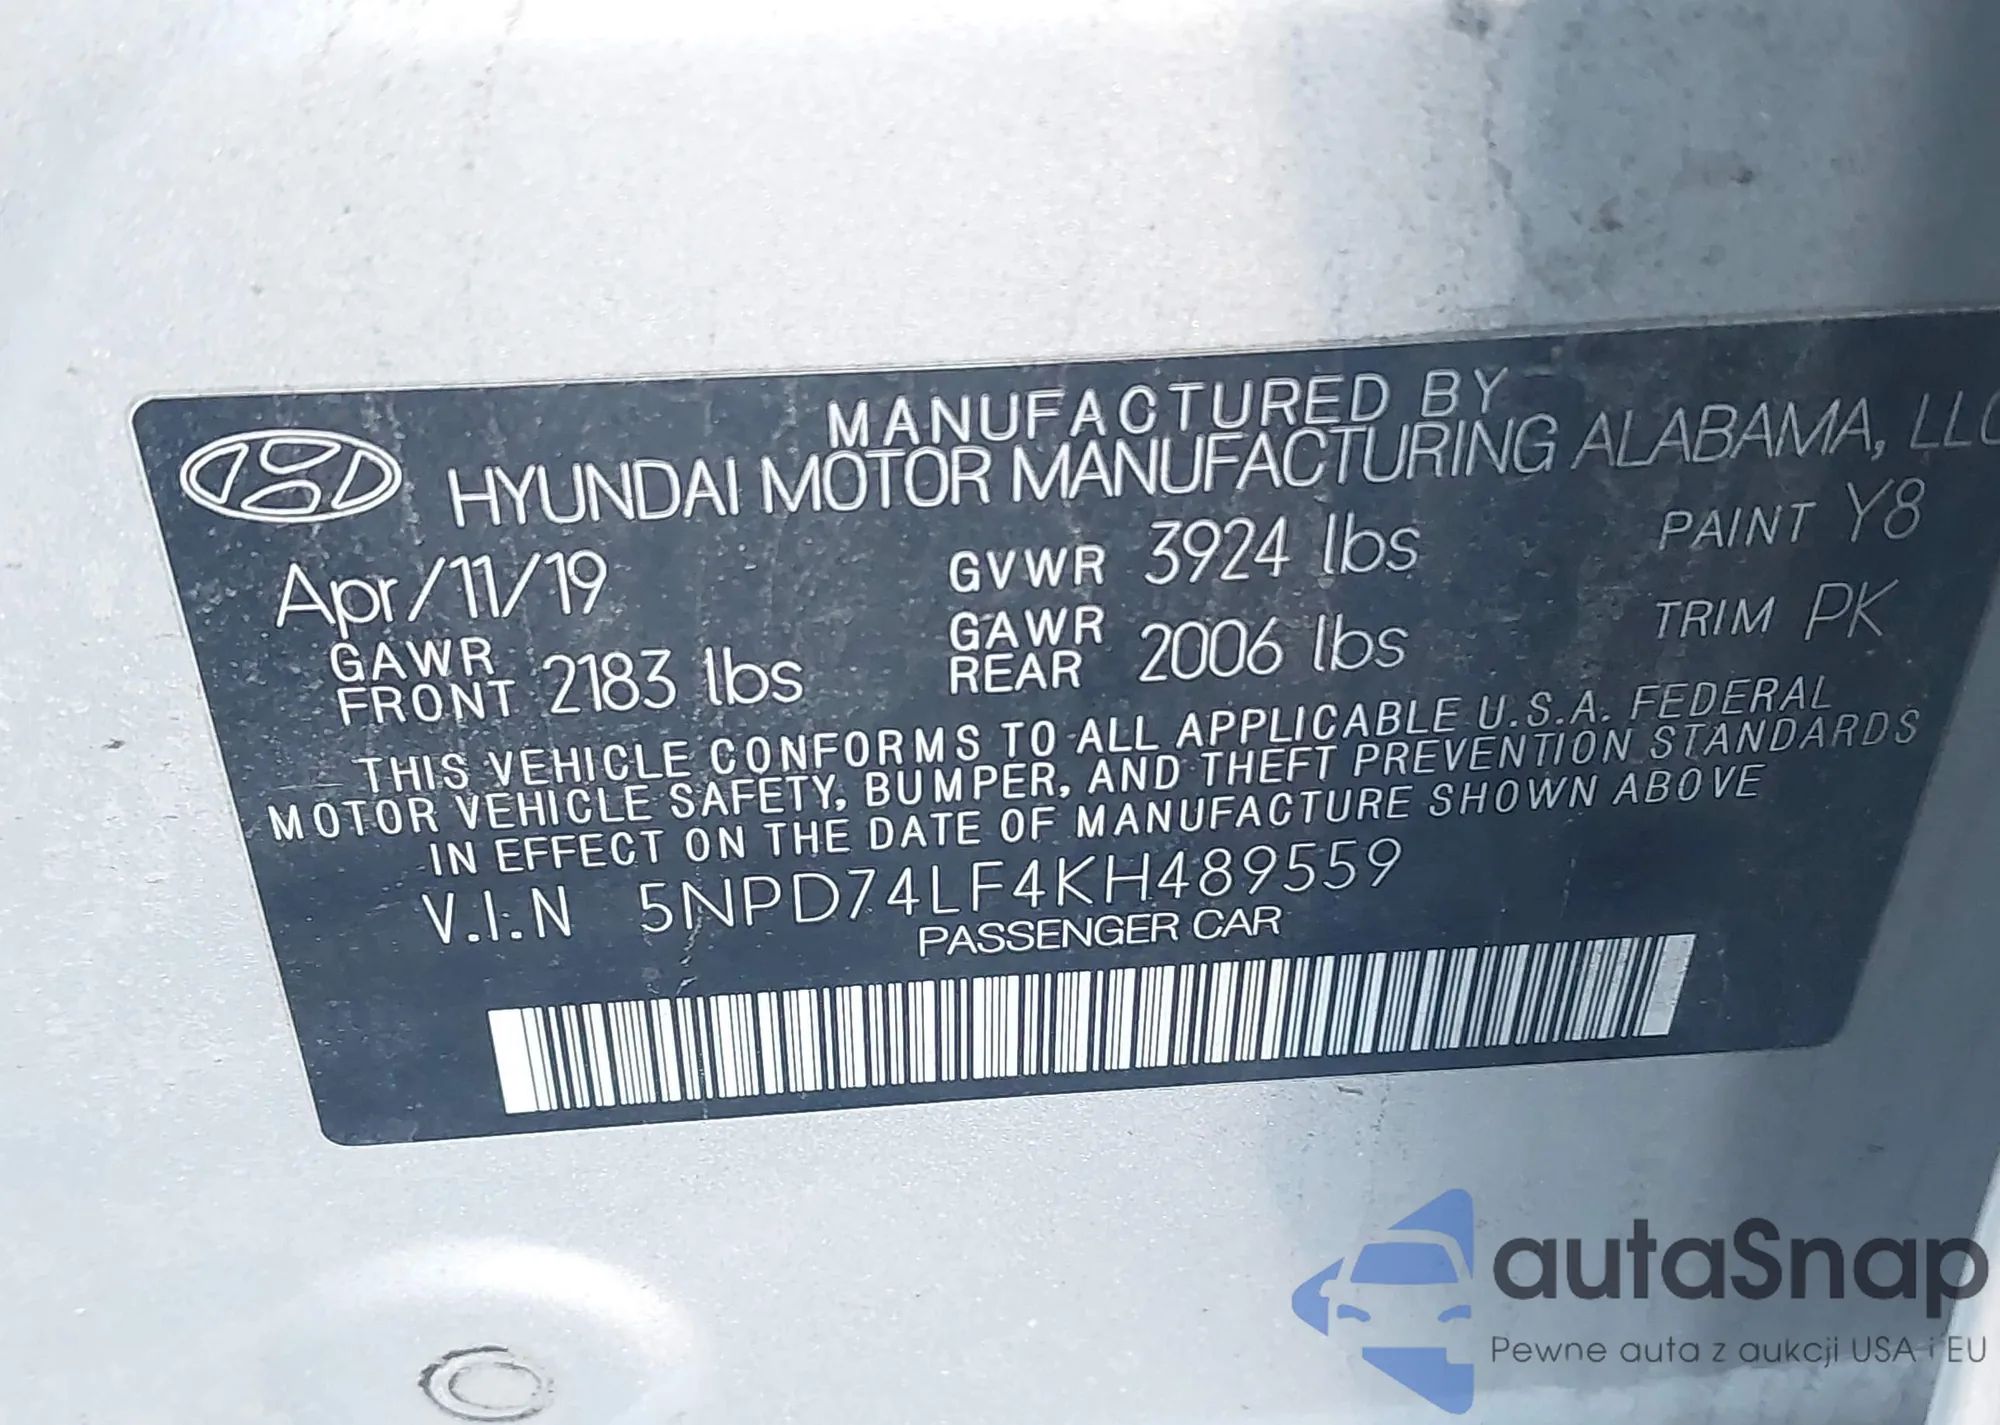 MANUFACTURED BY
HYUNDAI MOTOR MANUFACTURING ALABAMA, LLC
Apr/11/19 GVWR 3924 lbs PAINT Y8
GAWR FRONT 2183 lbs GAWR REAR 2006 lbs TRIM PK
THIS VEHICLE CONFORMS TO ALL APPLICABLE U.S.A. FEDERAL
MOTOR VEHICLE SAFETY, BUMPER, AND THEFT PREVENTION STANDARDS
IN EFFECT ON THE DATE OF MANUFACTURE SHOWN ABOVE
V.I.N 5NPD74LF4KH489559
PASSENGER CAR
autaSnap
Pewne auta z aukcji USA i EU